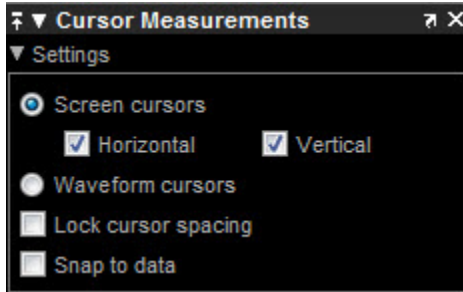 Cursor Measurements
Settings
Screen cursors
Horizontal Vertical
Waveform cursors
Lock cursor spacing
Snap to data